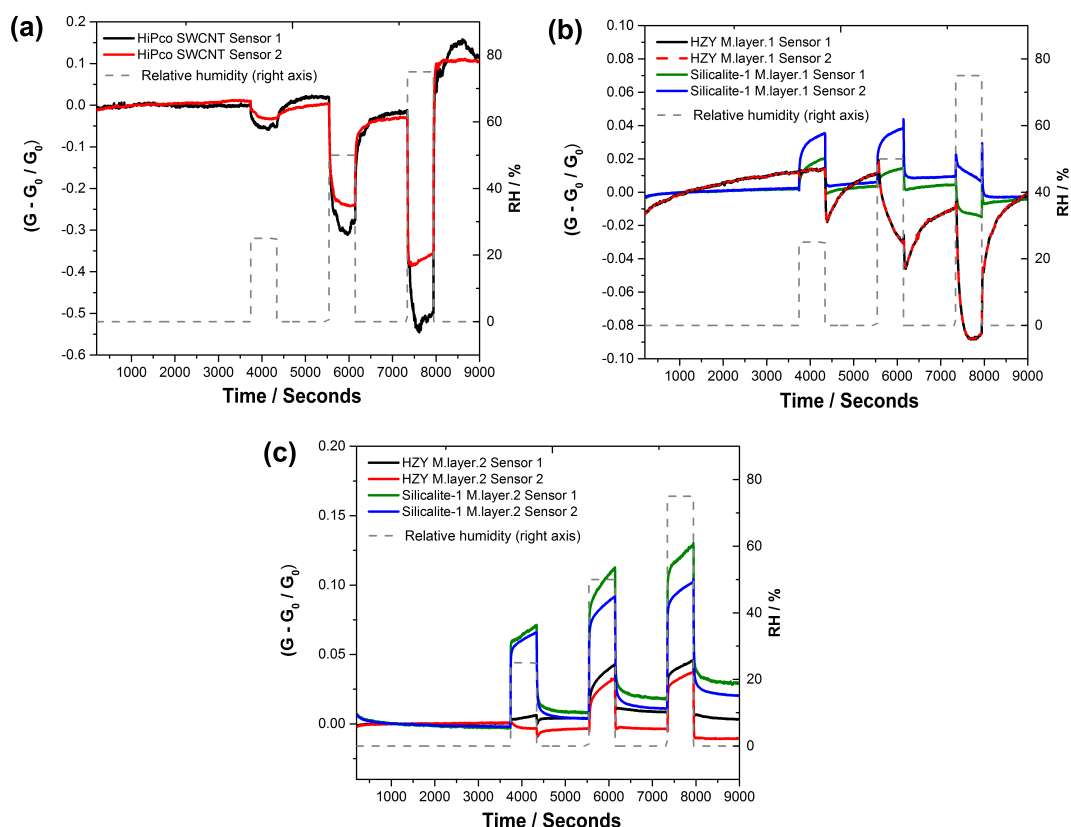 (a)
HiPco SWCNT Sensor 1
HiPco SWCNT Sensor 2
Relative humidity (right axis)
(G - G0 / G0)
0.2
0.1
0.0
-0.1
-0.2
-0.3
-0.4
-0.5
-0.6
80
60
40
20
0
RH / %
1000 2000 3000 4000 5000 6000 7000 8000 9000
Time / Seconds
(b)
HZY M.layer.1 Sensor 1
HZY M.layer.1 Sensor 2
Silicalite-1 M.layer.1 Sensor 1
Silicalite-1 M.layer.1 Sensor 2
Relative humidity (right axis)
(G - G0 / G0)
0.10
0.08
0.06
0.04
0.02
0.00
-0.02
-0.04
-0.06
-0.08
-0.10
80
60
40
20
0
RH / %
1000 2000 3000 4000 5000 6000 7000 8000 9000
Time / Seconds
(c)
HZY M.layer.2 Sensor 1
HZY M.layer.2 Sensor 2
Silicalite-1 M.layer.2 Sensor 1
Silicalite-1 M.layer.2 Sensor 2
Relative humidity (right axis)
(G - G0 / G0)
0.20
0.15
0.10
0.05
0.00
80
60
40
20
0
RH / %
1000 2000 3000 4000 5000 6000 7000 8000 9000
Time / Seconds